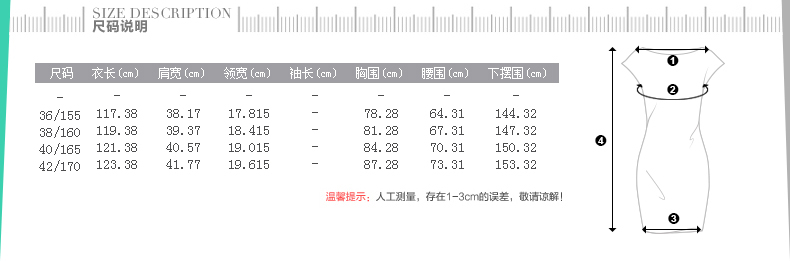 SIZE DESCRIPTION
尺码说明
尺码 衣长(cm) 肩宽(cm) 领宽(cm) 袖长(cm) 胸围(cm) 腰围(cm) 下摆围(cm)
- - - - - - - -
36/155 117.38 38.17 17.815 - 78.28 64.31 144.32
38/160 119.38 39.37 18.415 - 81.28 67.31 147.32
40/165 121.38 40.57 19.015 - 84.28 70.31 150.32
42/170 123.38 41.77 19.615 - 87.28 73.31 153.32
温馨提示：人工测量，存在1-3cm的误差，敬请谅解！
1
2
4
3